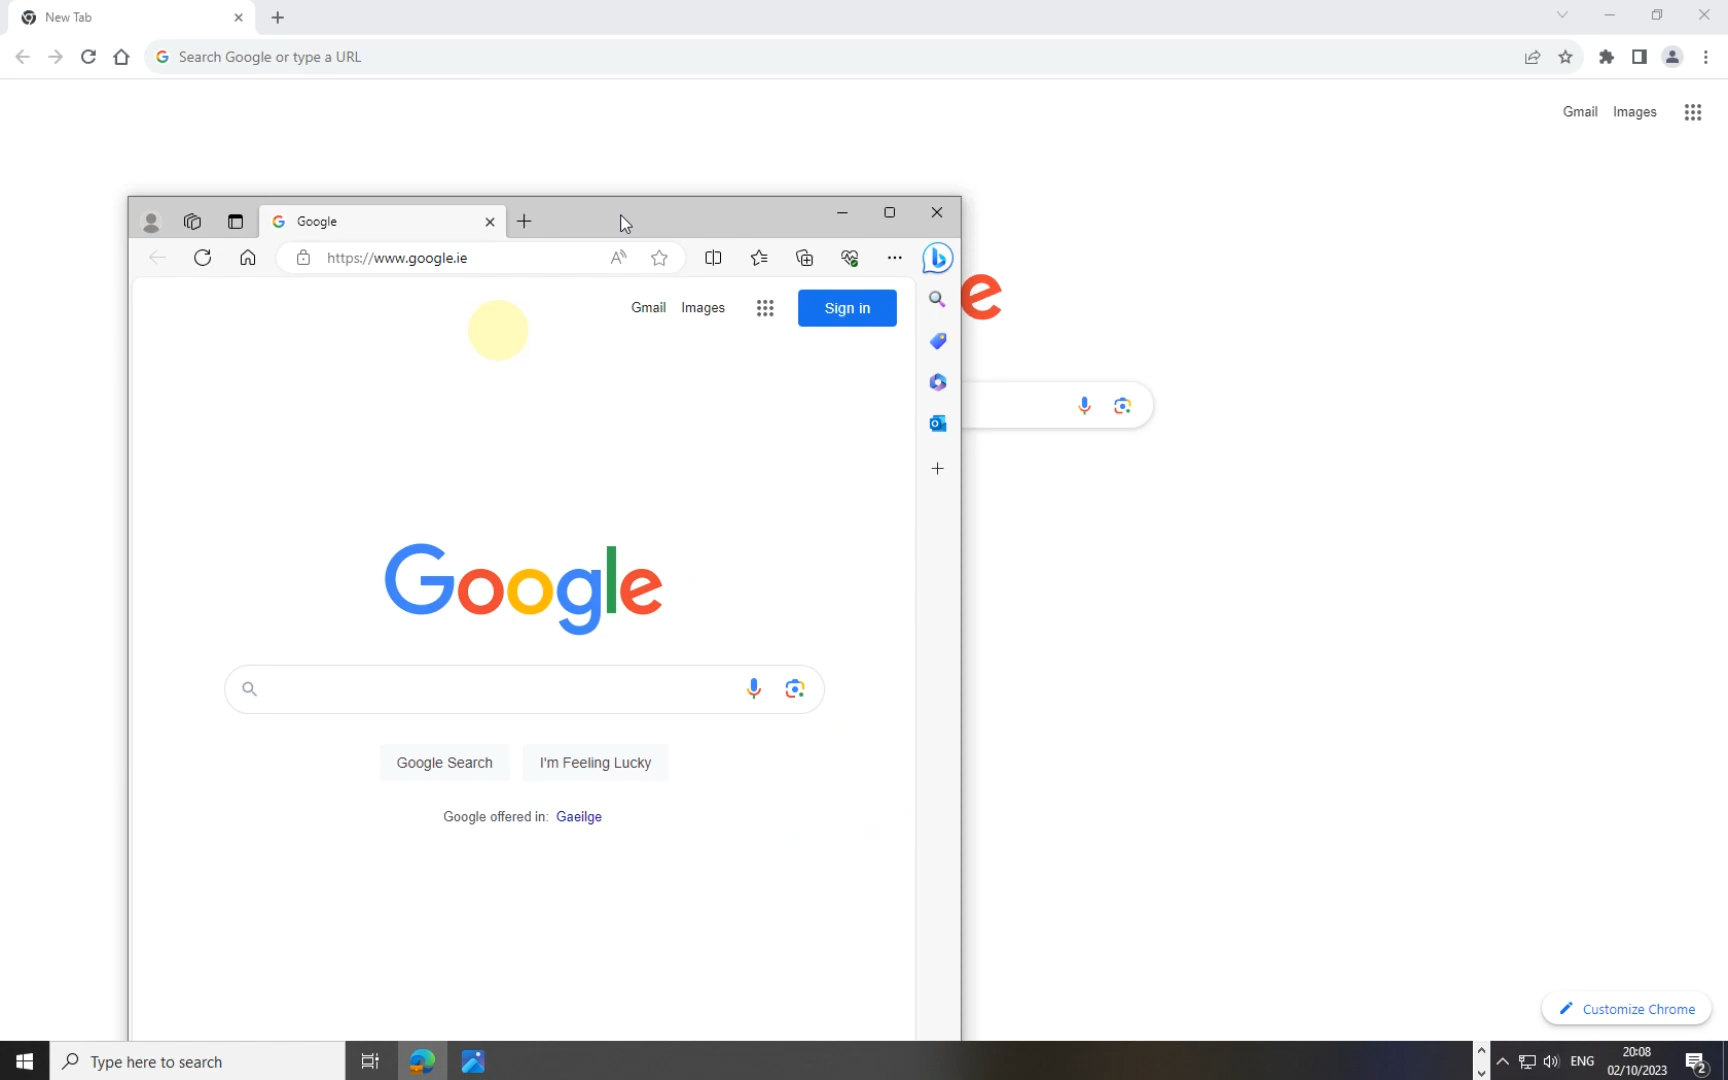 New Tab
Search Google or type a URL
Gmail Images
Google
https://www.google.ie
Gmail Images Sign in
e
Google
Google Search I'm Feeling Lucky
Google offered in: Gaeilge
Customize Chrome
Type here to search
ENG
20:08
02/10/2023
2